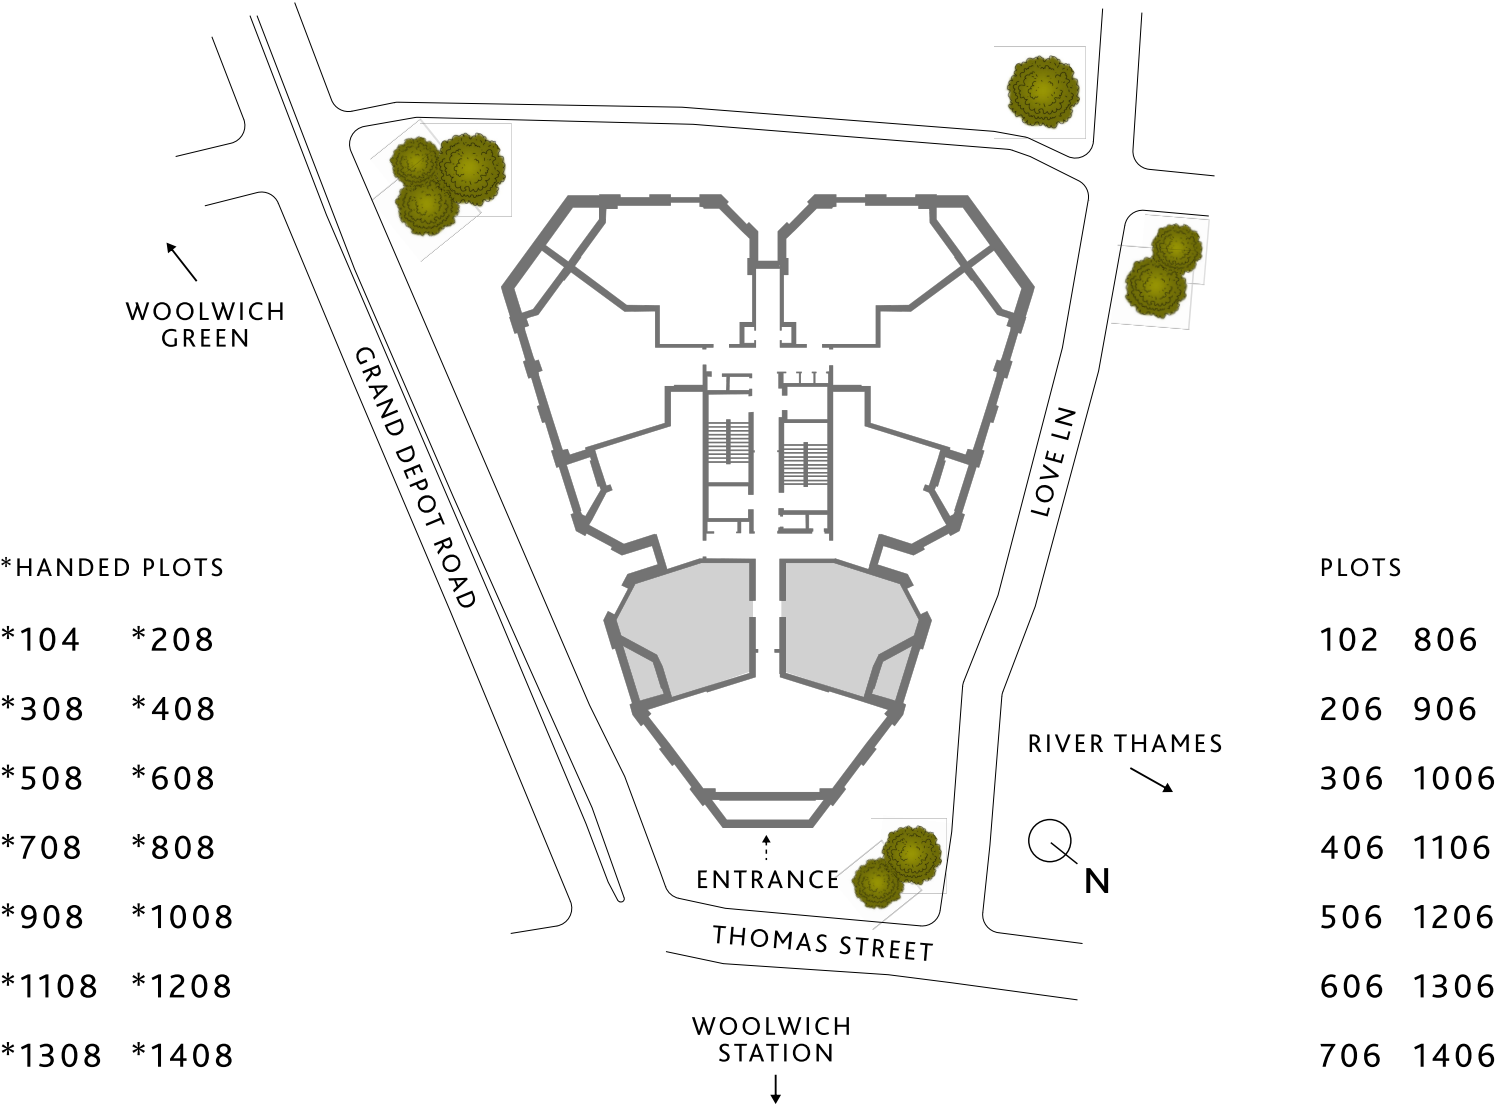 WOOLWICH
GREEN
GRAND DEPOT ROAD
LOVE LN
*HANDED PLOTS
*104 *208
*308 *408
*508 *608
*708 *808
*908 *1008
*1108 *1208
*1308 *1408
PLOTS
102 806
206 906
306 1006
406 1106
506 1206
606 1306
706 1406
RIVER THAMES
N
ENTRANCE
THOMAS STREET
WOOLWICH
STATION